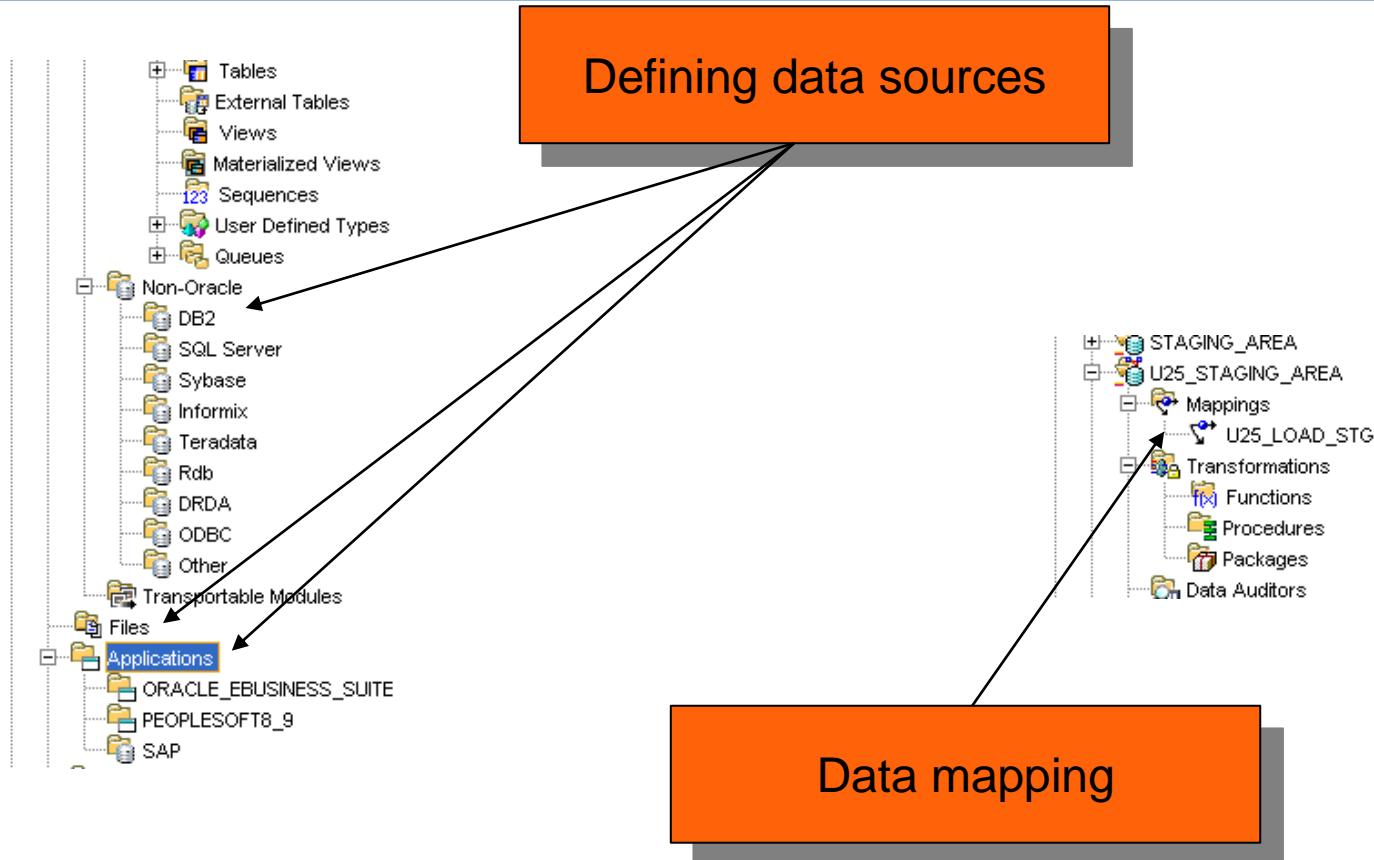 Defining data sources
Tables
External Tables
Views
Materialized Views
123 Sequences
User Defined Types
Queues
Non-Oracle
DB2
SQL Server
Sybase
Informix
Teradata
Rdb
DRDA
ODBC
Other
Transportable Modules
Files
Applications
ORACLE_EBUSINESS_SUITE
PEOPLESOFT8_9
SAP
STAGING_AREA
U25_STAGING_AREA
Mappings
U25_LOAD_STG
Transformations
f(x) Functions
Procedures
Packages
Data Auditors
Data mapping